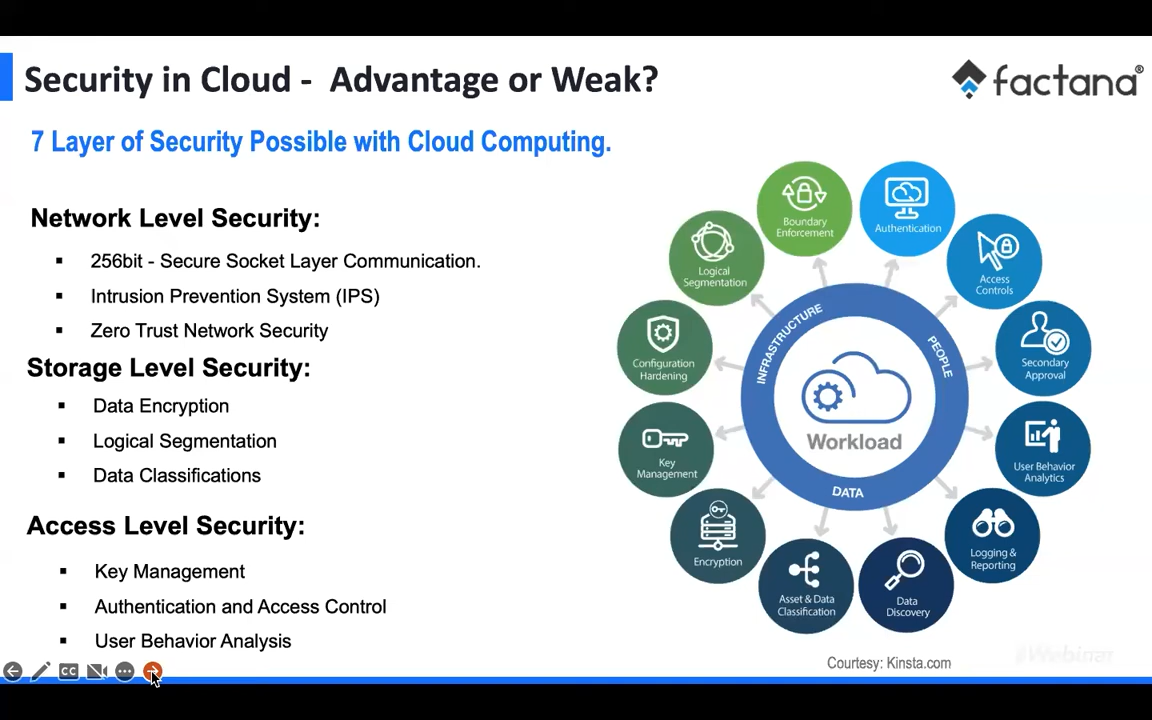 Security in Cloud - Advantage or Weak?
factana®
7 Layer of Security Possible with Cloud Computing.
Network Level Security:
▪ 256bit - Secure Socket Layer Communication.
▪ Intrusion Prevention System (IPS)
▪ Zero Trust Network Security
Storage Level Security:
▪ Data Encryption
▪ Logical Segmentation
▪ Data Classifications
Access Level Security:
▪ Key Management
▪ Authentication and Access Control
▪ User Behavior Analysis
Boundary
Enforcement
Authentication
Logical
Segmentation
Access
Controls
Configuration
Hardening
Secondary
Approval
Key
Management
User Behavior
Analytics
Encryption
Logging &
Reporting
Asset & Data
Classification
Data
Discovery
INFRASTRUCTURE
PEOPLE
DATA
Workload
CC
Courtesy: Kinsta.com
#Webinar